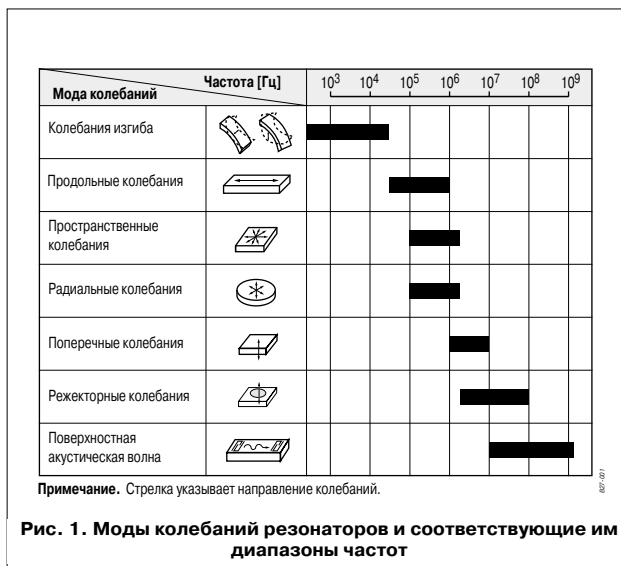 Частота [Гц]
10³ 10⁴ 10⁵ 10⁶ 10⁷ 10⁸ 10⁹
Мода колебаний
Колебания изгиба
Продольные колебания
Пространственные
колебания
Радиальные колебания
Поперечные колебания
Режекторные колебания
Поверхностная
акустическая волна
Примечание. Стрелка указывает направление колебаний.
Рис. 1. Моды колебаний резонаторов и соответствующие им
диапазоны частот